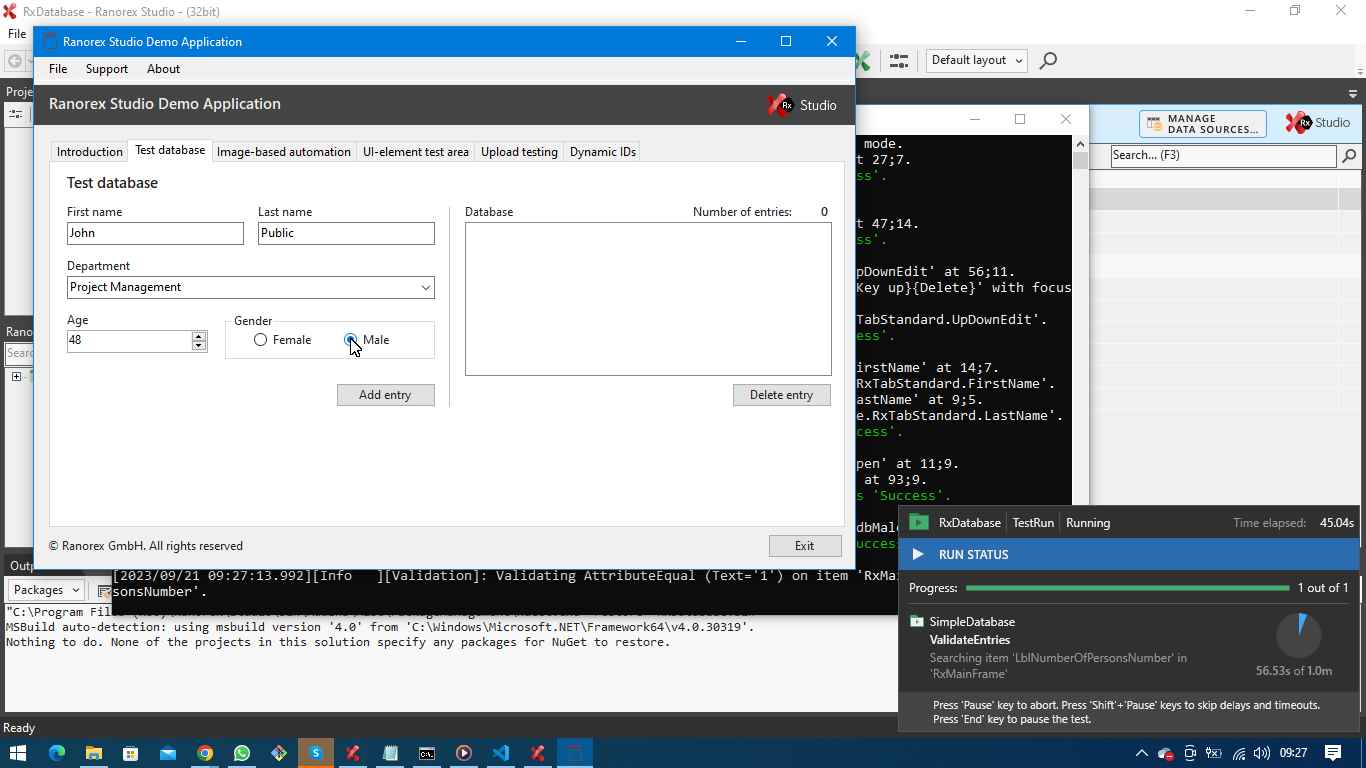 RxDatabase - Ranorex Studio - (32bit)
File
Default layout
Ranorex Studio Demo Application
File Support About
Ranorex Studio Demo Application
Rx Studio
Introduction Test database Image-based automation UI-element test area Upload testing Dynamic IDs
Test database
First name Last name
John Public
Department
Project Management
Age Gender
48 Female Male
Add entry
Database Number of entries: 0
Delete entry
© Ranorex GmbH. All rights reserved
Exit
Proje
Rano
Searc
MANAGE
DATA SOURCES...
Rx Studio
Search... (F3)
mode.
t 27;7.
ss'.
t 47;14.
ss'.
pDownEdit' at 56;11.
Key up}{Delete}' with focus
TabStandard.UpDownEdit'.
ess'.
irstName' at 14;7.
RxTabStandard.FirstName'.
astName' at 9;5.
e.RxTabStandard.LastName'.
cess'.
pen' at 11;9.
at 93;9.
s 'Success'.
dbMale
ucces
[2023/09/21 09:27:13.992][Info ][Validation]: Validating AttributeEqual (Text='1') on item 'RxMai
sonsNumber'.
Outp
Packages
"C:\Program Fil
MSBuild auto-detection: using msbuild version '4.0' from 'C:\Windows\Microsoft.NET\Framework64\v4.0.30319'.
Nothing to do. None of the projects in this solution specify any packages for NuGet to restore.
Ready
RxDatabase TestRun Running Time elapsed: 45.04s
RUN STATUS
Progress: 1 out of 1
SimpleDatabase
ValidateEntries
Searching item 'LblNumberOfPersonsNumber' in
'RxMainFrame'
56.53s of 1.0m
Press 'Pause' key to abort. Press 'Shift'+'Pause' keys to skip delays and timeouts.
Press 'End' key to pause the test.
09:27